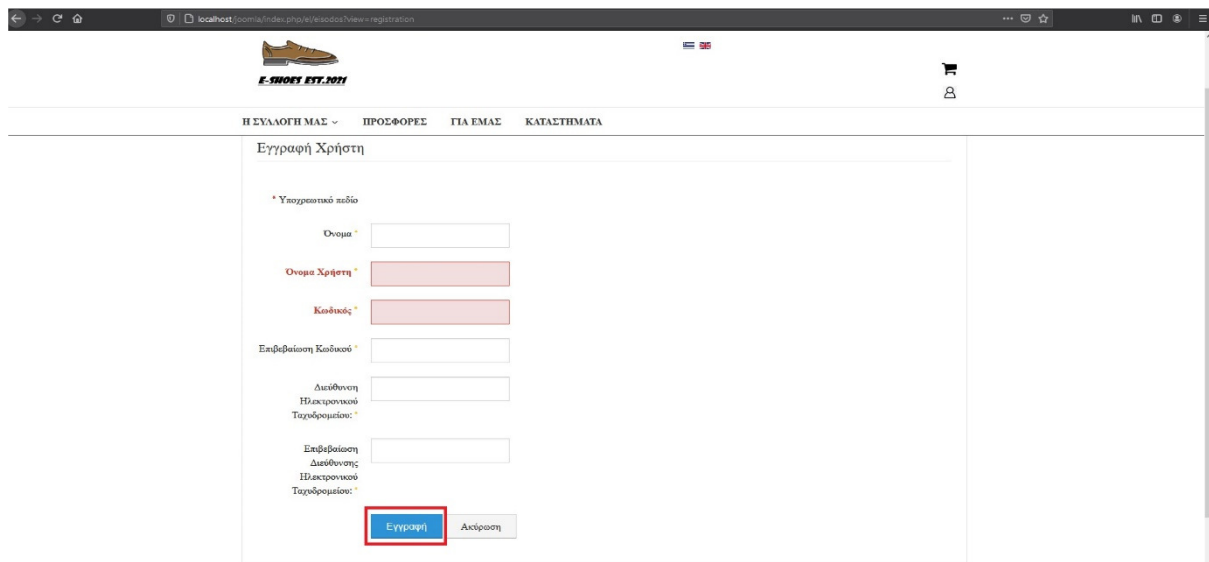 localhost/joomla/index.php/el/eisodos?view=registration
E-SHOES EST.2021
Η ΣΥΛΛΟΓΗ ΜΑΣ ΠΡΟΣΦΟΡΕΣ ΓΙΑ ΕΜΑΣ ΚΑΤΑΣΤΗΜΑΤΑ
Εγγραφή Χρήστη
* Υποχρεωτικό πεδίο
Όνομα *
Όνομα Χρήστη *
Κωδικός *
Επιβεβαίωση Κωδικού *
Διεύθυνση
Ηλεκτρονικού
Ταχυδρομείου: *
Επιβεβαίωση
Διεύθυνσης
Ηλεκτρονικού
Ταχυδρομείου: *
Εγγραφή Ακύρωση